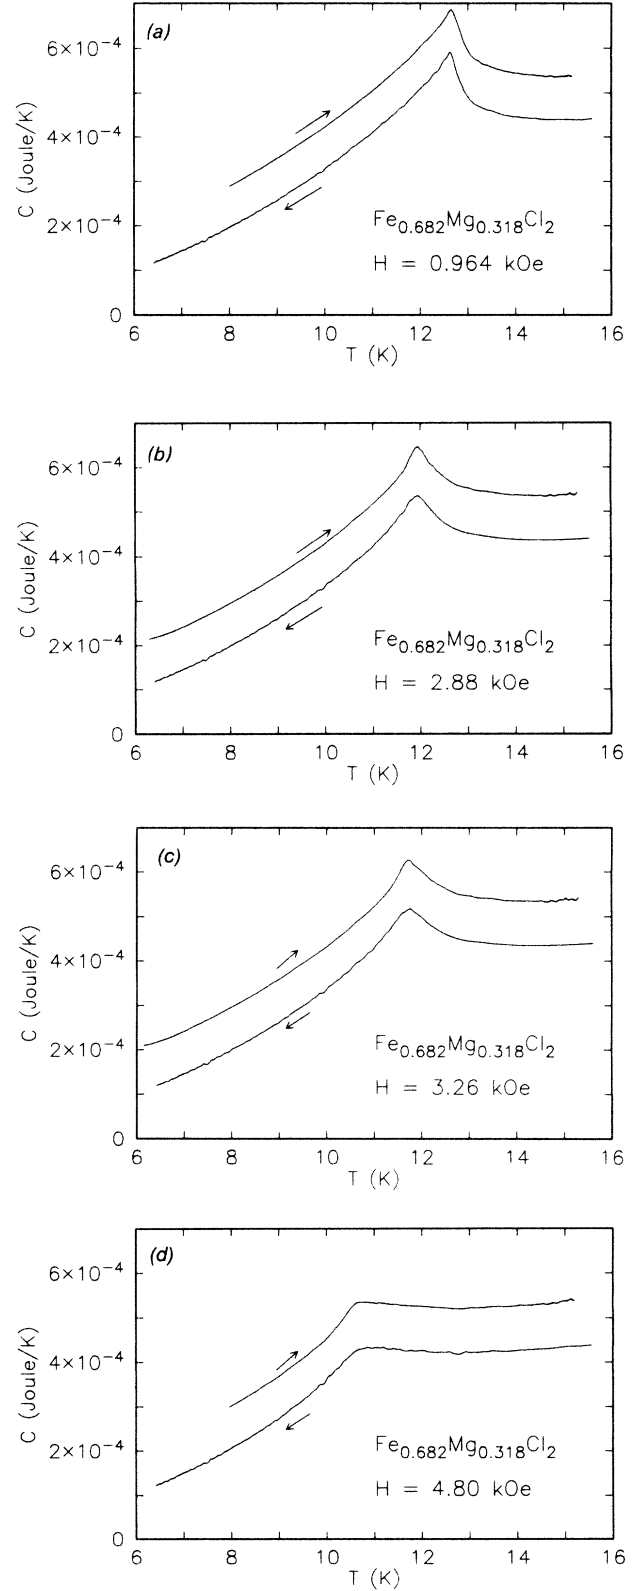 (a)
6×10⁻⁴
4×10⁻⁴
2×10⁻⁴
0
C (Joule/K)
Fe₀.₆₈₂Mg₀.₃₁₈Cl₂
H = 0.964 kOe
6 8 10 12 14 16
T (K)
(b)
6×10⁻⁴
4×10⁻⁴
2×10⁻⁴
0
C (Joule/K)
Fe₀.₆₈₂Mg₀.₃₁₈Cl₂
H = 2.88 kOe
6 8 10 12 14 16
T (K)
(c)
6×10⁻⁴
4×10⁻⁴
2×10⁻⁴
0
C (Joule/K)
Fe₀.₆₈₂Mg₀.₃₁₈Cl₂
H = 3.26 kOe
6 8 10 12 14 16
T (K)
(d)
6×10⁻⁴
4×10⁻⁴
2×10⁻⁴
0
C (Joule/K)
Fe₀.₆₈₂Mg₀.₃₁₈Cl₂
H = 4.80 kOe
6 8 10 12 14 16
T (K)